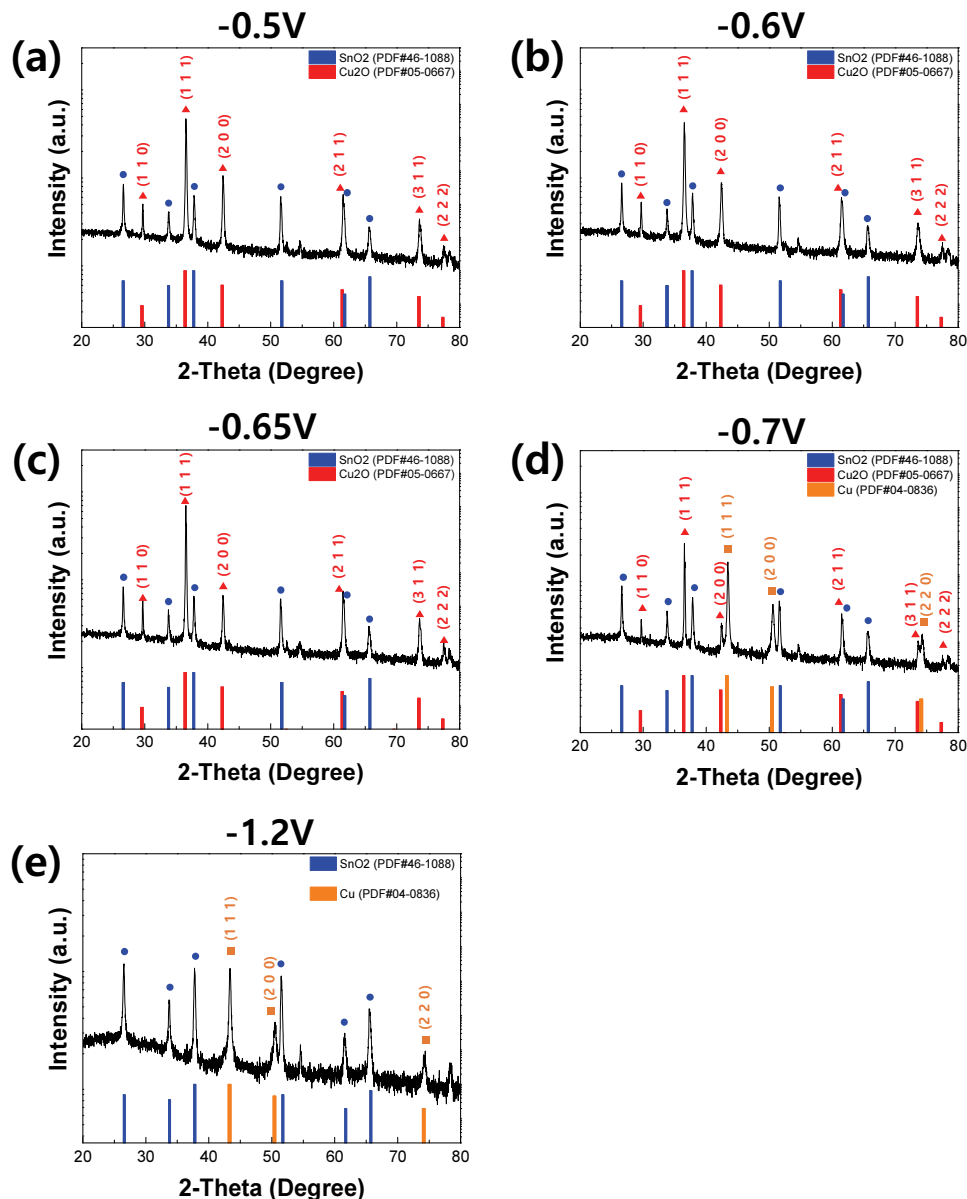 -0.5V
(a)
SnO2 (PDF#46-1088)
Cu2O (PDF#05-0667)
(1 1 0)
(1 1 1)
(2 0 0)
(2 1 1)
(3 1 1)
(2 2 2)
Intensity (a.u.)
20 30 40 50 60 70 80
2-Theta (Degree)
-0.6V
(b)
SnO2 (PDF#46-1088)
Cu2O (PDF#05-0667)
(1 1 0)
(1 1 1)
(2 0 0)
(2 1 1)
(3 1 1)
(2 2 2)
Intensity (a.u.)
20 30 40 50 60 70 80
2-Theta (Degree)
-0.65V
(c)
SnO2 (PDF#46-1088)
Cu2O (PDF#05-0667)
(1 1 0)
(1 1 1)
(2 0 0)
(2 1 1)
(3 1 1)
(2 2 2)
Intensity (a.u.)
20 30 40 50 60 70 80
2-Theta (Degree)
-0.7V
(d)
SnO2 (PDF#46-1088)
Cu2O (PDF#05-0667)
Cu (PDF#04-0836)
(1 1 0)
(1 1 1)
(2 0 0)
(1 1 1)
(2 0 0)
(2 1 1)
(3 1 1)
(2 2 0)
(2 2 2)
Intensity (a.u.)
20 30 40 50 60 70 80
2-Theta (Degree)
-1.2V
(e)
SnO2 (PDF#46-1088)
Cu (PDF#04-0836)
(1 1 1)
(2 0 0)
(2 2 0)
Intensity (a.u.)
20 30 40 50 60 70 80
2-Theta (Degree)